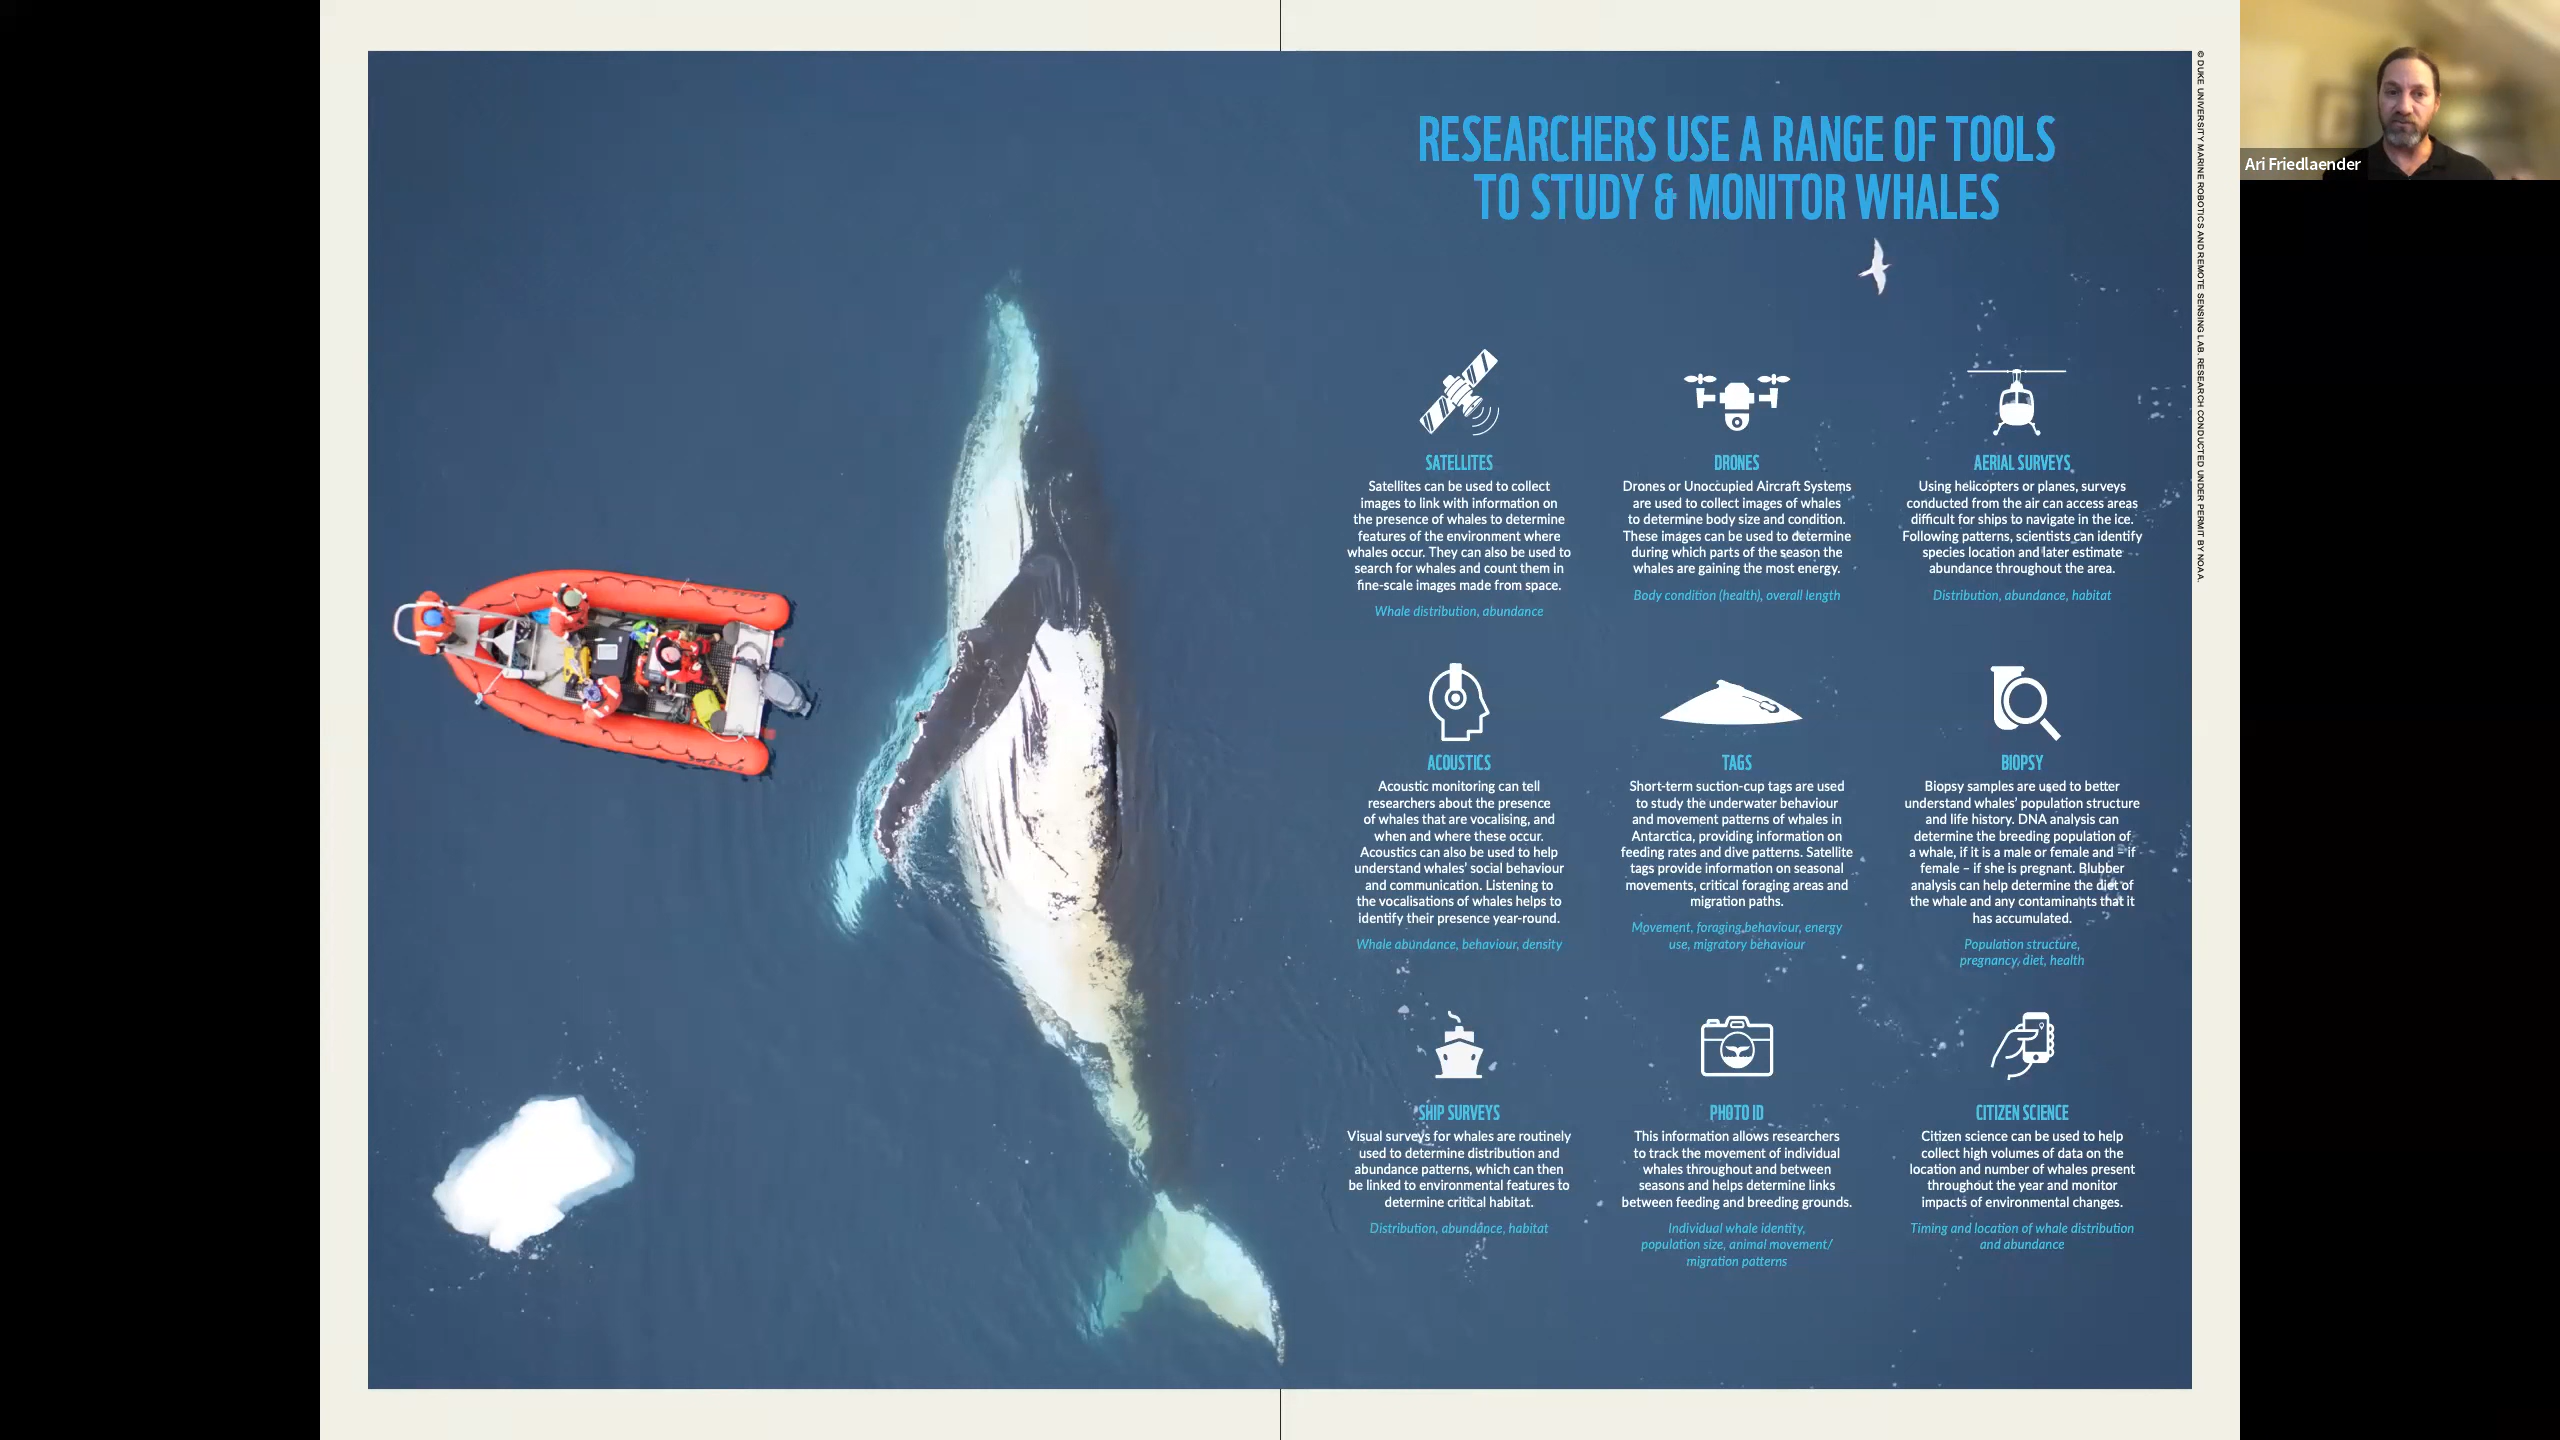 RESEARCHERS USE A RANGE OF TOOLS
TO STUDY & MONITOR WHALES
SATELLITES
Satellites can be used to collect
images to link with information on
the presence of whales to determine
features of the environment where
whales occur. They can also be used to
search for whales and count them in
fine-scale images made from space.
Whale distribution, abundance
DRONES
Drones or Unoccupied Aircraft Systems
are used to collect images of whales
to determine body size and condition.
These images can be used to determine
during which parts of the season the
whales are gaining the most energy.
Body condition (health), overall length
AERIAL SURVEYS
Using helicopters or planes, surveys
conducted from the air can access areas
difficult for ships to navigate in the ice.
Following patterns, scientists can identify
species location and later estimate
abundance throughout the area.
Distribution, abundance, habitat
ACOUSTICS
Acoustic monitoring can tell
researchers about the presence
of whales that are vocalising, and
when and where these occur.
Acoustics can also be used to help
understand whales' social behaviour
and communication. Listening to
the vocalisations of whales helps to
identify their presence year-round.
Whale abundance, behaviour, density
TAGS
Short-term suction-cup tags are used
to study the underwater behaviour
and movement patterns of whales in
Antarctica, providing information on
feeding rates and dive patterns. Satellite
tags provide information on seasonal
movements, critical foraging areas and
migration paths.
Movement, foraging behaviour, energy
use, migratory behaviour
BIOPSY
Biopsy samples are used to better
understand whales' population structure
and life history. DNA analysis can
determine the breeding population of
a whale, if it is a male or female and – if
female – if she is pregnant. Blubber
analysis can help determine the diet of
the whale and any contaminants that it
has accumulated.
Population structure,
pregnancy, diet, health
SHIP SURVEYS
Visual surveys for whales are routinely
used to determine distribution and
abundance patterns, which can then
be linked to environmental features to
determine critical habitat.
Distribution, abundance, habitat
PHOTO ID
This information allows researchers
to track the movement of individual
whales throughout and between
seasons and helps determine links
between feeding and breeding grounds.
Individual whale identity,
population size, animal movement/
migration patterns
CITIZEN SCIENCE
Citizen science can be used to help
collect high volumes of data on the
location and number of whales present
throughout the year and monitor
impacts of environmental changes.
Timing and location of whale distribution
and abundance
© DUKE UNIVERSITY MARINE ROBOTICS AND REMOTE SENSING LAB. RESEARCH CONDUCTED UNDER PERMIT BY NOAA.
Ari Friedlaender